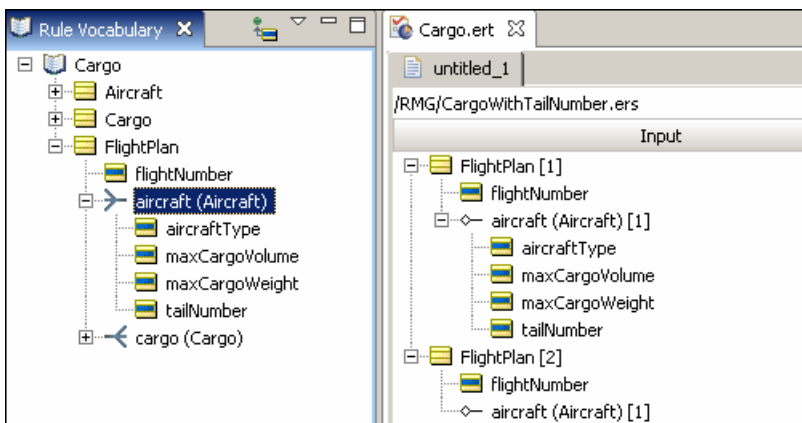 Rule Vocabulary
Cargo
Aircraft
Cargo
FlightPlan
flightNumber
aircraft (Aircraft)
aircraftType
maxCargoVolume
maxCargoWeight
tailNumber
cargo (Cargo)
Cargo.ert
untitled_1
/RMG/CargoWithTailNumber.ers
Input
FlightPlan [1]
flightNumber
aircraft (Aircraft) [1]
aircraftType
maxCargoVolume
maxCargoWeight
tailNumber
FlightPlan [2]
flightNumber
aircraft (Aircraft) [1]